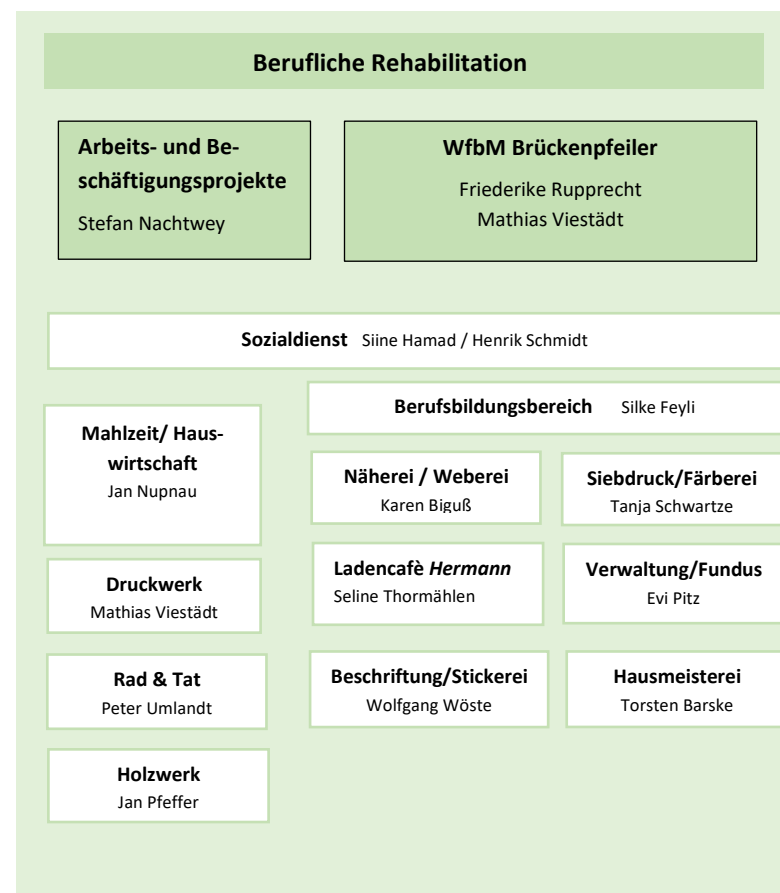 Berufliche Rehabilitation
Arbeits- und Be-
schäftigungsprojekte
Stefan Nachtwey
WfbM Brückenpfeiler
Friederike Rupprecht
Mathias Viestädt
Sozialdienst Siine Hamad / Henrik Schmidt
Mahlzeit/ Haus-
wirtschaft
Jan Nupnau
Druckwerk
Mathias Viestädt
Rad & Tat
Peter Umlandt
Holzwerk
Jan Pfeffer
Berufsbildungsbereich Silke Feyli
Näherei / Weberei
Karen Biguß
Siebdruck/Färberei
Tanja Schwartze
Ladencafè Hermann
Seline Thormählen
Verwaltung/Fundus
Evi Pitz
Beschriftung/Stickerei
Wolfgang Wöste
Hausmeisterei
Torsten Barske